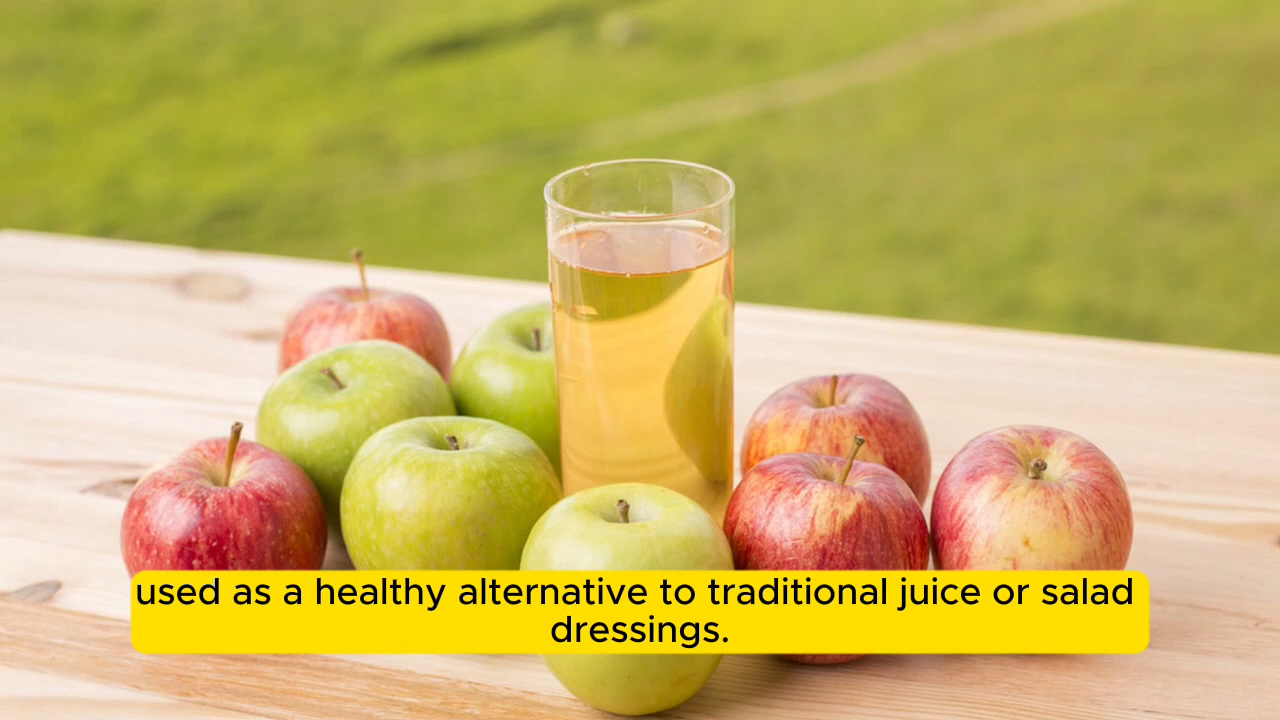 used as a healthy alternative to traditional juice or salad
dressings.